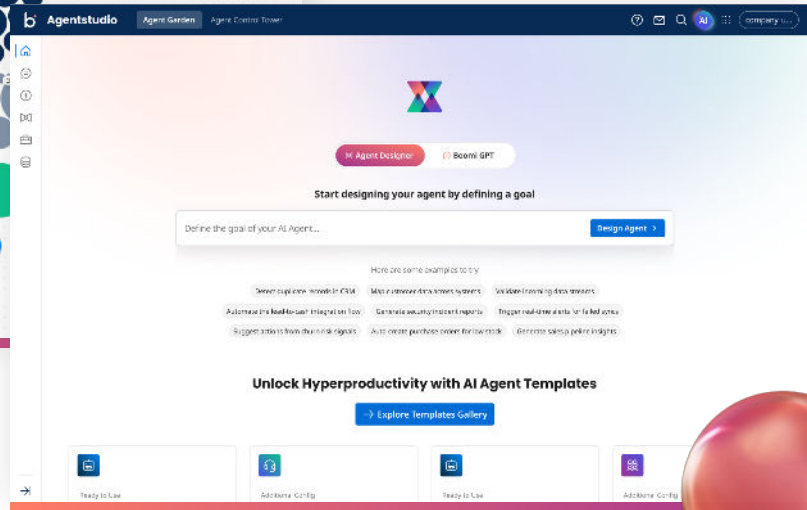 b Agentstudio Agent Garden Agent Control Tower AI company u...
Agent Designer Boomi GPT
Start designing your agent by defining a goal
Define the goal of your AI Agent... Design Agent >
Here are some examples to try
Detect duplicate records in CRM Map customer data across systems Validate incoming data streams
Automate the lead-to-cash integration flow Generate security incident reports Trigger real-time alerts for failed syncs
Suggest actions from churn risk signals Auto-create purchase orders for low stock Generate sales pipeline insights
Unlock Hyperproductivity with AI Agent Templates
→ Explore Templates Gallery
Ready to Use Additional Config Ready to Use Additional Config